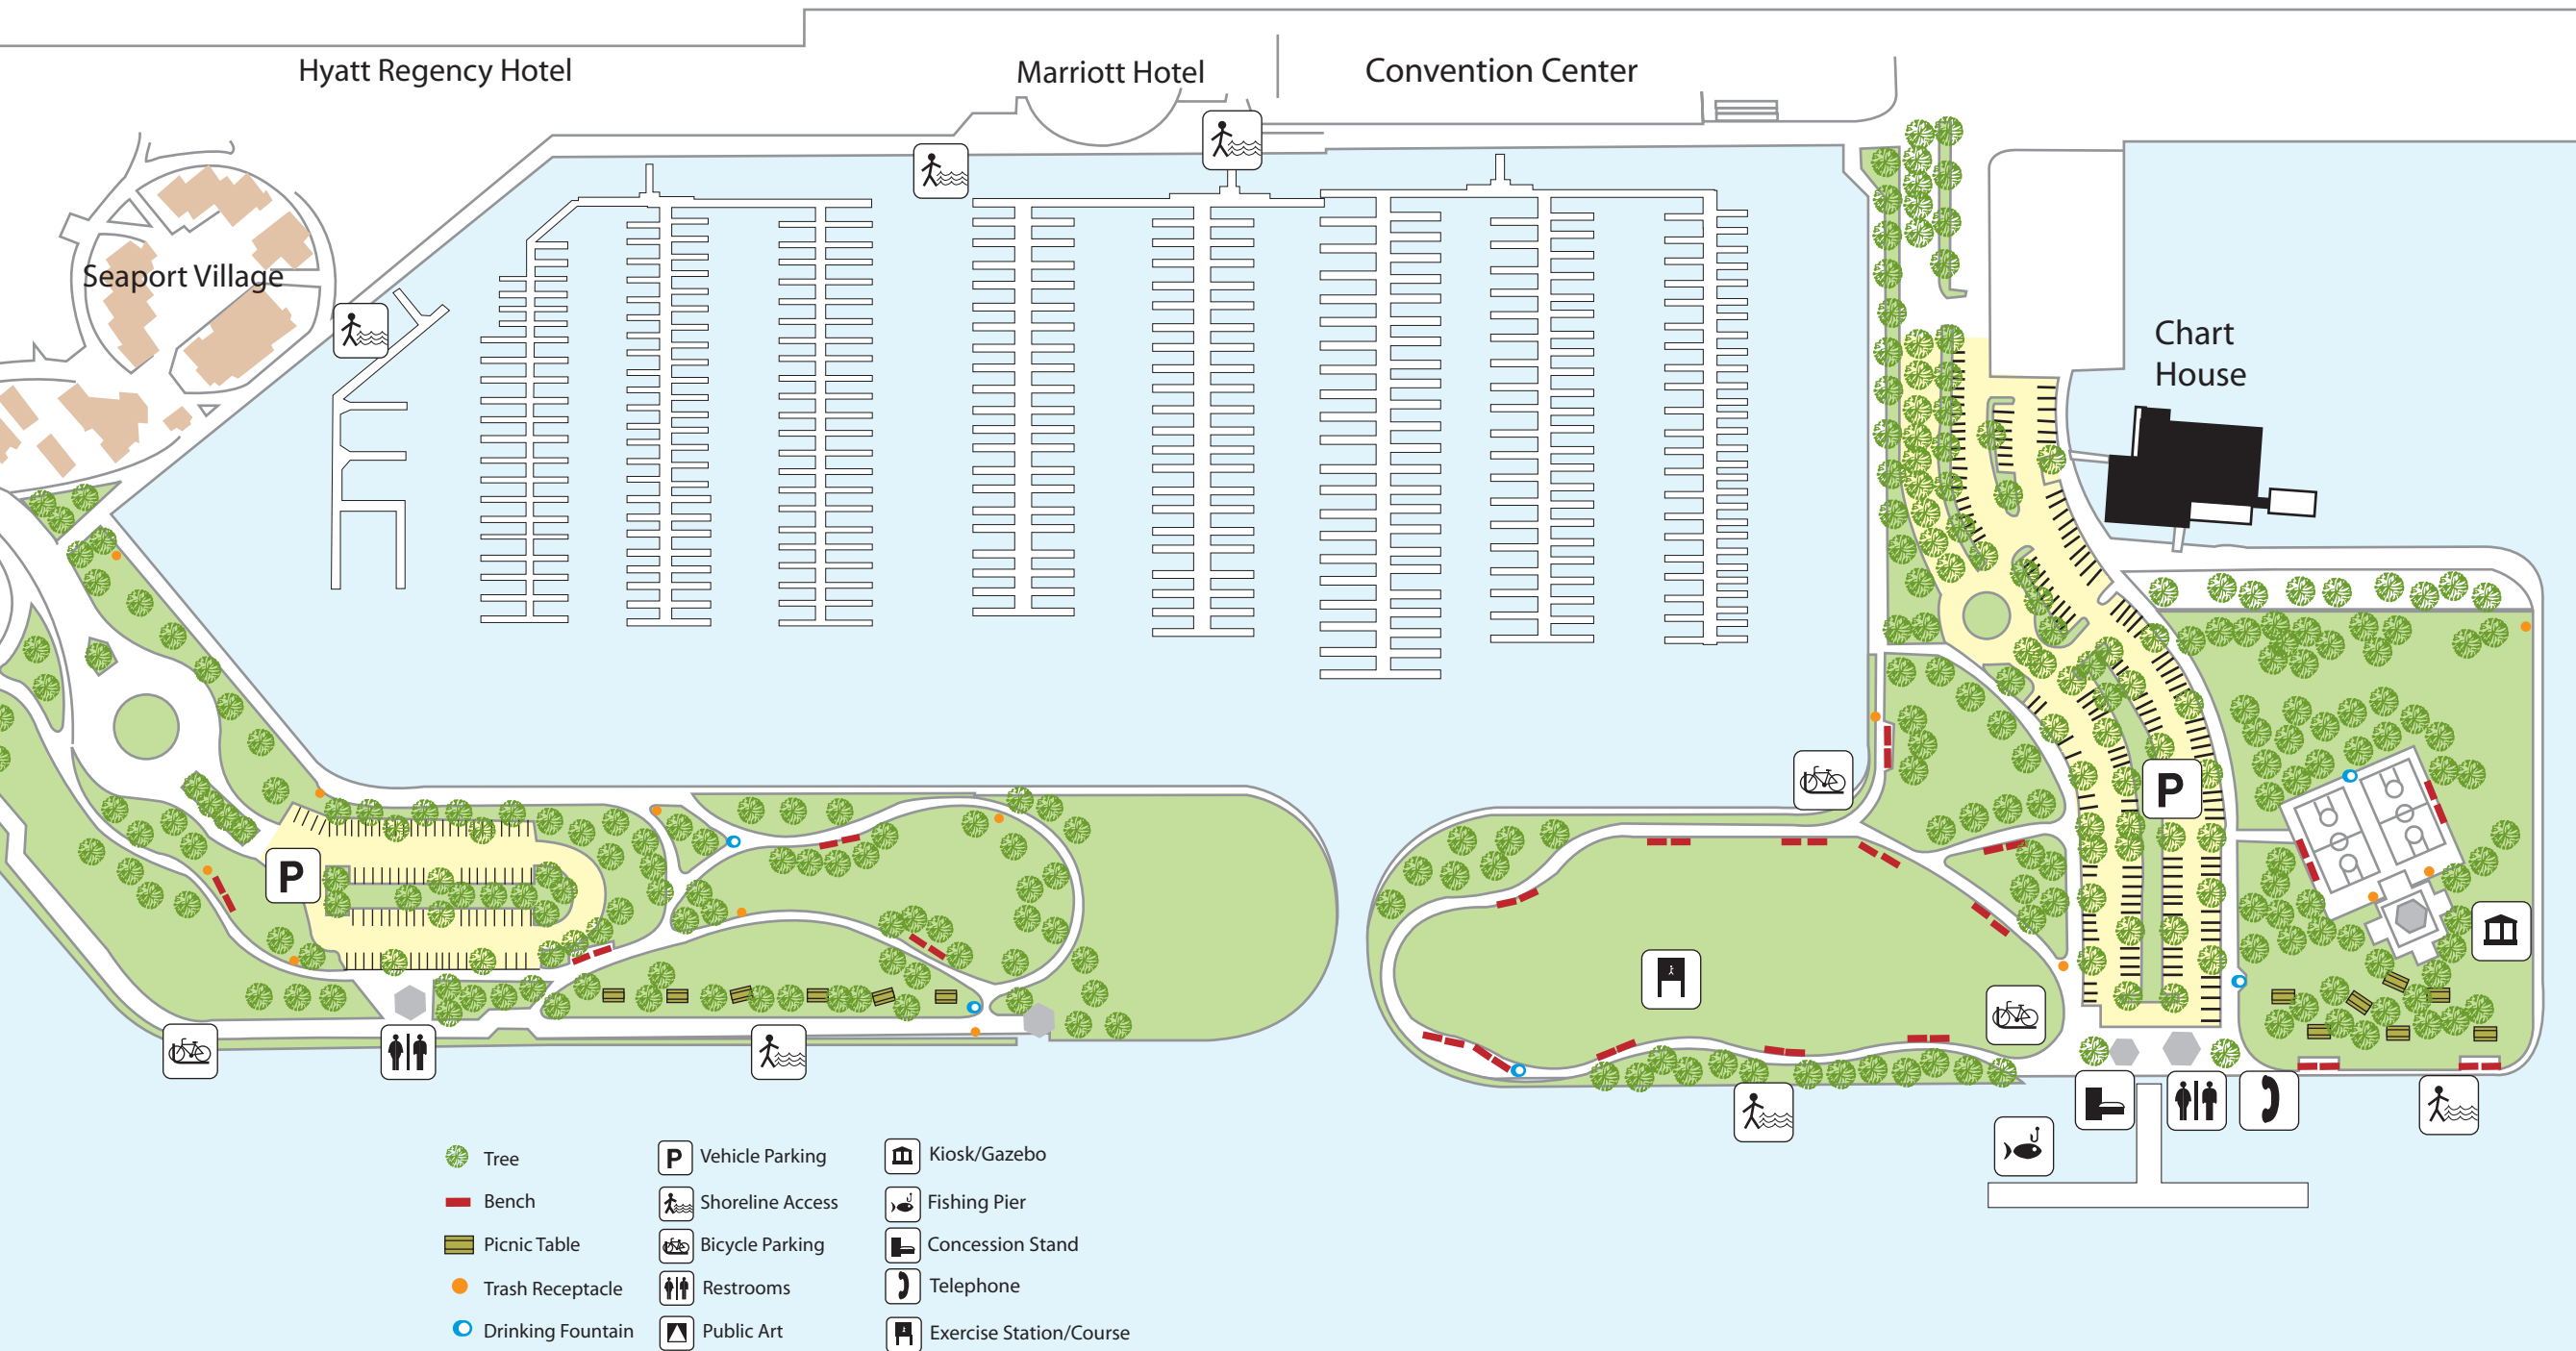 Hyatt Regency Hotel
Marriott Hotel
Convention Center
Seaport Village
Chart
House
P
P
Tree
Bench
Picnic Table
Trash Receptacle
Drinking Fountain
P Vehicle Parking
Shoreline Access
Bicycle Parking
Restrooms
Public Art
Kiosk/Gazebo
Fishing Pier
Concession Stand
Telephone
Exercise Station/Course